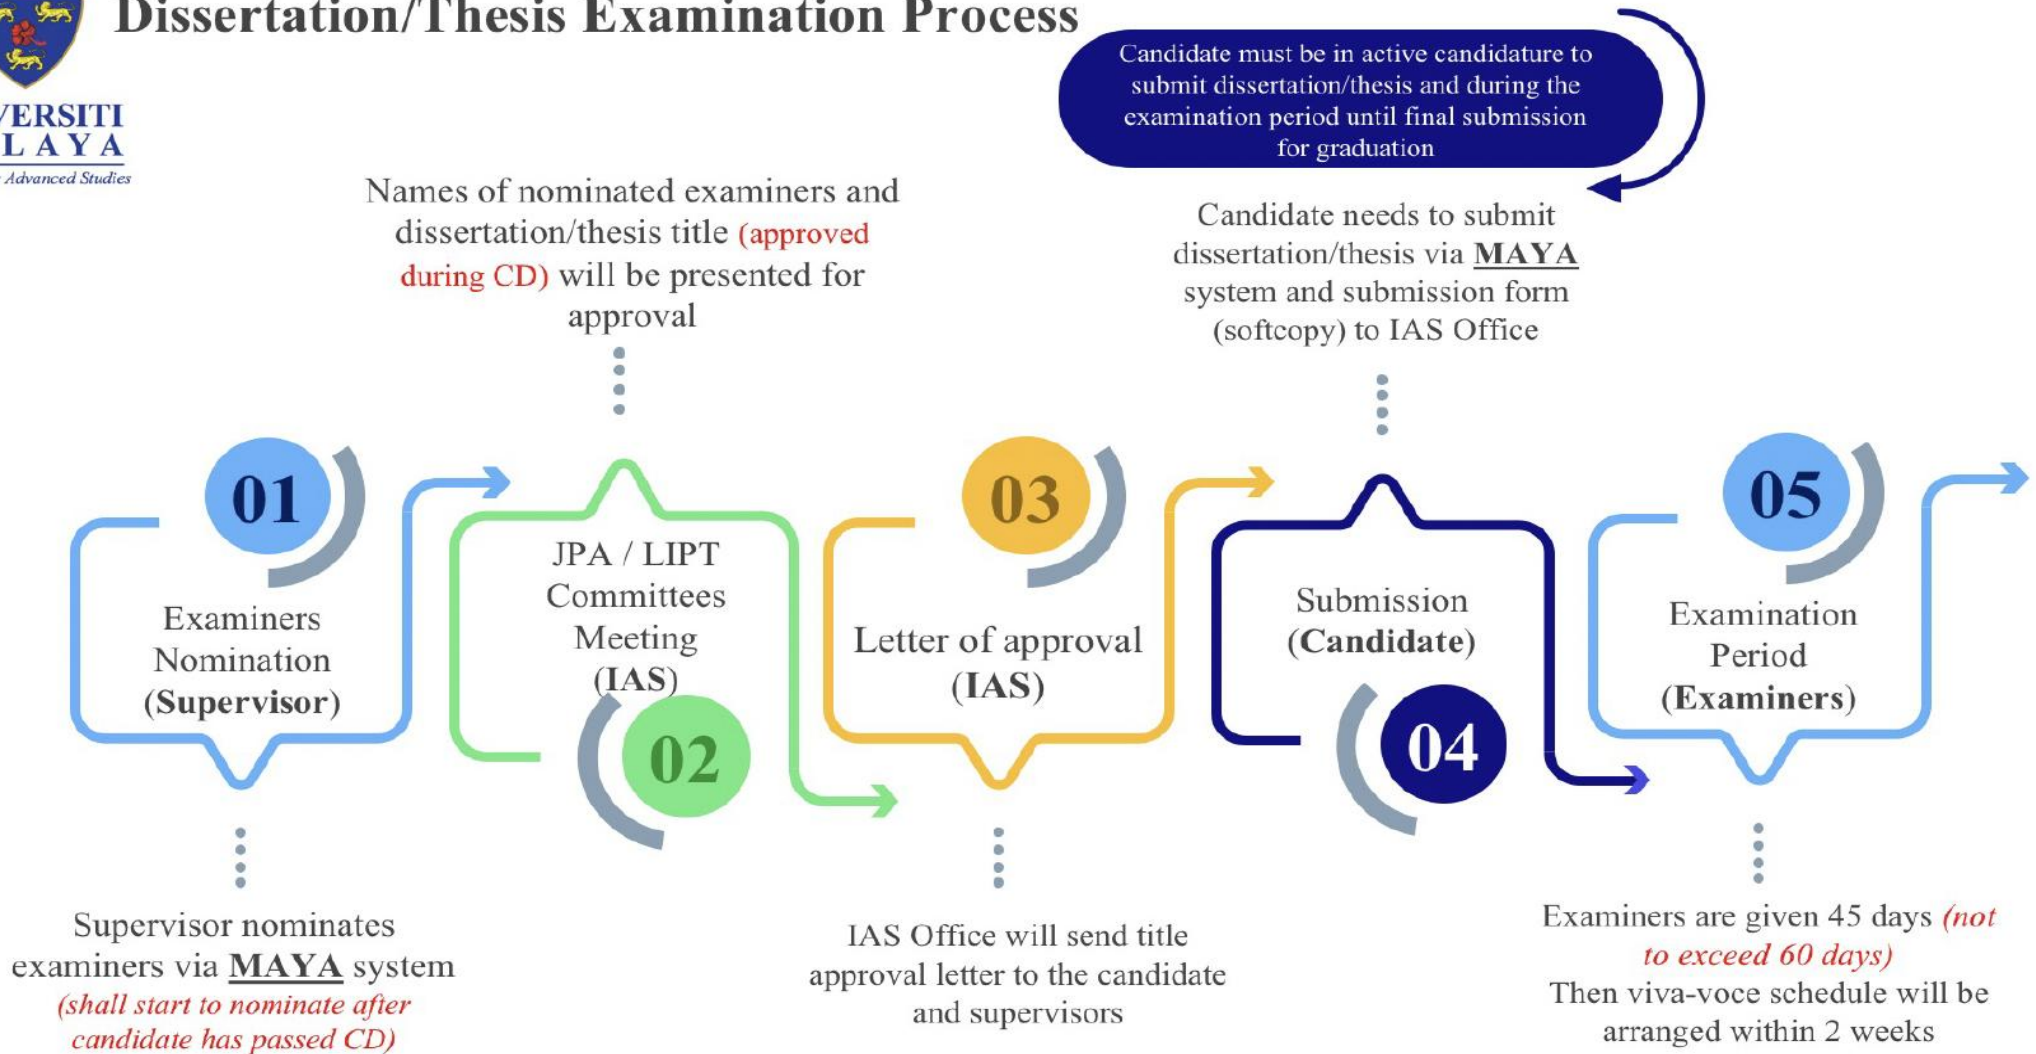 Dissertation/Thesis Examination Process
VERSITI
LAYA
Advanced Studies
Candidate must be in active candidature to
submit dissertation/thesis and during the
examination period until final submission
for graduation
Names of nominated examiners and
dissertation/thesis title (approved
during CD) will be presented for
approval
Candidate needs to submit
dissertation/thesis via MAYA
system and submission form
(softcopy) to IAS Office
01
Examiners
Nomination
(Supervisor)
Supervisor nominates
examiners via MAYA system
(shall start to nominate after
candidate has passed CD)
JPA / LIPT
Committees
Meeting
(IAS)
02
03
Letter of approval
(IAS)
IAS Office will send title
approval letter to the candidate
and supervisors
Submission
(Candidate)
04
05
Examination
Period
(Examiners)
Examiners are given 45 days (not
to exceed 60 days)
Then viva-voce schedule will be
arranged within 2 weeks